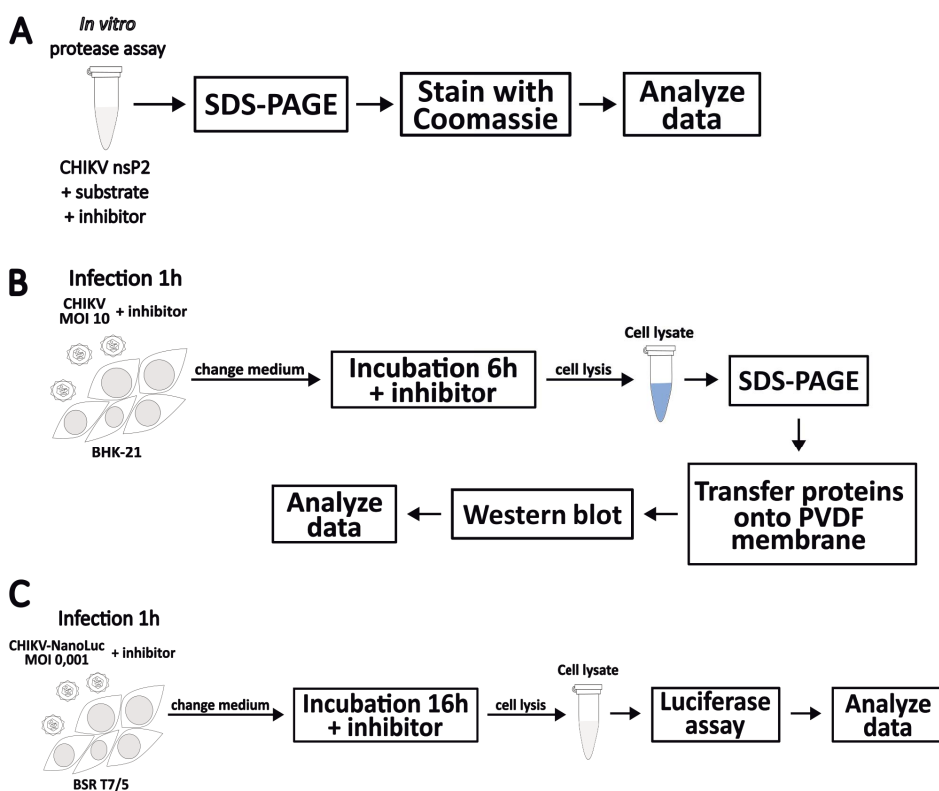 A
In vitro
protease assay
CHIKV nsP2
+ substrate
+ inhibitor
SDS-PAGE
Stain with
Coomassie
Analyze
data
B
Infection 1h
CHIKV
MOI 10 + inhibitor
BHK-21
change medium
Incubation 6h
+ inhibitor
cell lysis
Cell lysate
SDS-PAGE
Transfer proteins
onto PVDF
membrane
Western blot
Analyze
data
C
Infection 1h
CHIKV-NanoLuc
MOI 0,001 + inhibitor
BSR T7/5
change medium
Incubation 16h
+ inhibitor
cell lysis
Cell lysate
Luciferase
assay
Analyze
data